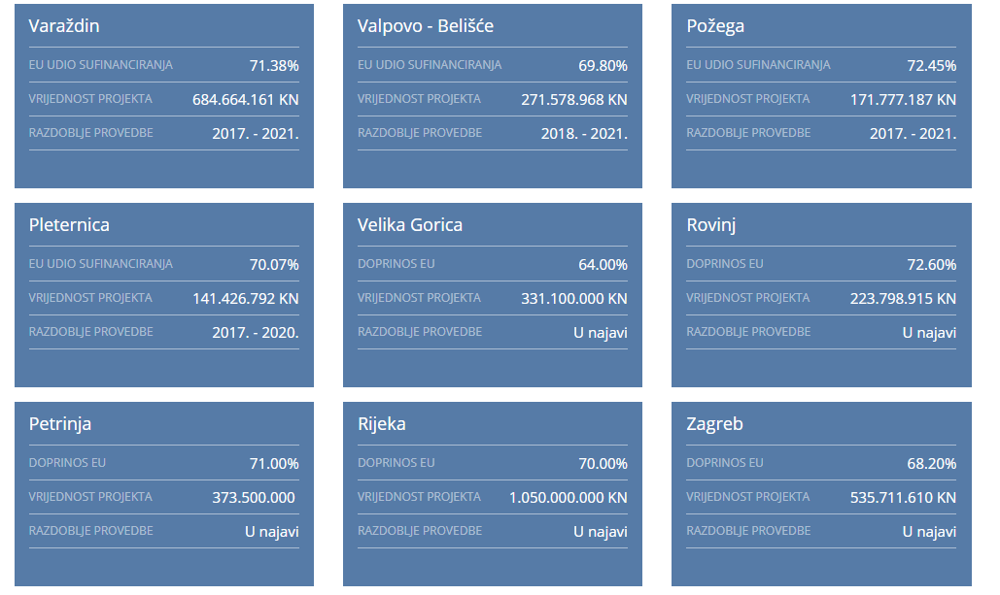 Varaždin
EU UDIO SUFINANCIRANJA 71.38%
VRIJEDNOST PROJEKTA 684.664.161 KN
RAZDOBLJE PROVEDBE 2017. - 2021.
Valpovo - Belišće
EU UDIO SUFINANCIRANJA 69.80%
VRIJEDNOST PROJEKTA 271.578.968 KN
RAZDOBLJE PROVEDBE 2018. - 2021.
Požega
EU UDIO SUFINANCIRANJA 72.45%
VRIJEDNOST PROJEKTA 171.777.187 KN
RAZDOBLJE PROVEDBE 2017. - 2021.
Pleternica
EU UDIO SUFINANCIRANJA 70.07%
VRIJEDNOST PROJEKTA 141.426.792 KN
RAZDOBLJE PROVEDBE 2017. - 2020.
Velika Gorica
DOPRINOS EU 64.00%
VRIJEDNOST PROJEKTA 331.100.000 KN
RAZDOBLJE PROVEDBE U najavi
Rovinj
DOPRINOS EU 72.60%
VRIJEDNOST PROJEKTA 223.798.915 KN
RAZDOBLJE PROVEDBE U najavi
Petrinja
DOPRINOS EU 71.00%
VRIJEDNOST PROJEKTA 373.500.000
RAZDOBLJE PROVEDBE U najavi
Rijeka
DOPRINOS EU 70.00%
VRIJEDNOST PROJEKTA 1.050.000.000 KN
RAZDOBLJE PROVEDBE U najavi
Zagreb
DOPRINOS EU 68.20%
VRIJEDNOST PROJEKTA 535.711.610 KN
RAZDOBLJE PROVEDBE U najavi